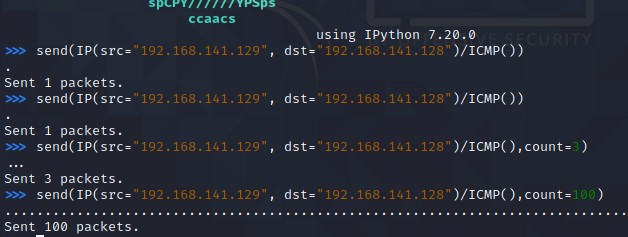 spCPY//////YPSps
ccaacs
using IPython 7.20.0
VE SECURITY
>>> send(IP(src="192.168.141.129", dst="192.168.141.128")/ICMP())
.
Sent 1 packets.
>>> send(IP(src="192.168.141.129", dst="192.168.141.128")/ICMP())
.
Sent 1 packets.
>>> send(IP(src="192.168.141.129", dst="192.168.141.128")/ICMP(),count=3)
...
Sent 3 packets.
>>> send(IP(src="192.168.141.129", dst="192.168.141.128")/ICMP(),count=100)
....................................................................................................
Sent 100 packets.